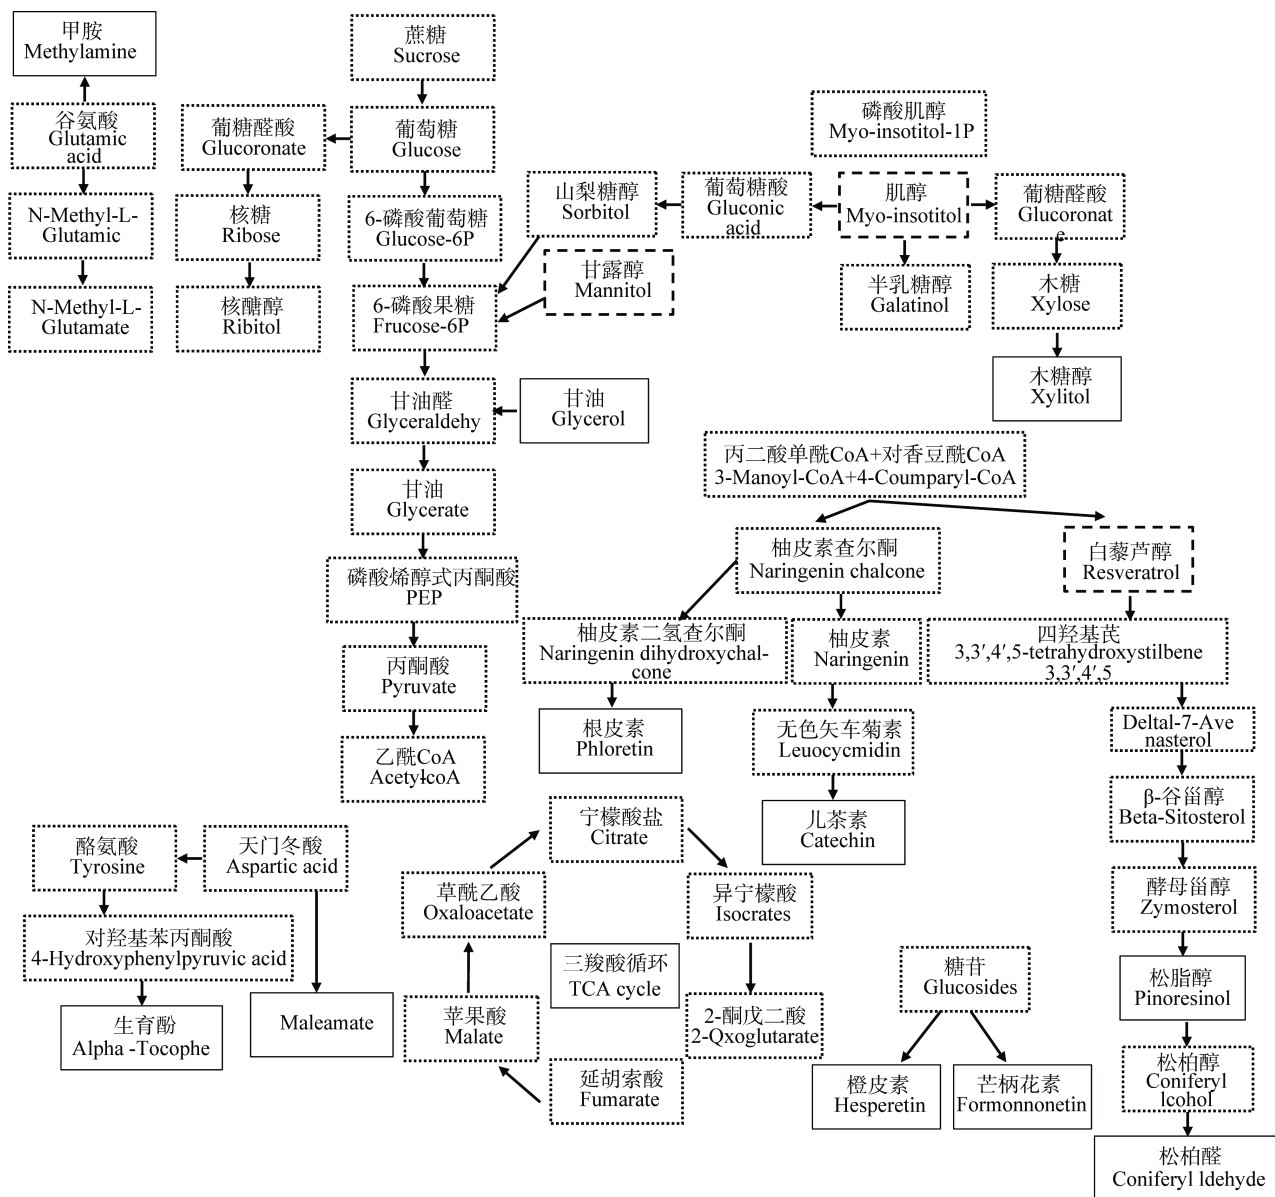 甲胺
Methylamine
谷氨酸
Glutamic
acid
N-Methyl-L-
Glutamic
N-Methyl-L-
Glutamate
葡糖醛酸
Glucoronate
核糖
Ribose
核醣醇
Ribitol
蔗糖
Sucrose
葡萄糖
Glucose
6-磷酸葡萄糖
Glucose-6P
6-磷酸果糖
Frucose-6P
甘油醛
Glyceraldehy
甘油
Glycerol
甘油
Glycerate
磷酸烯醇式丙酮酸
PEP
丙酮酸
Pyruvate
乙酰CoA
AcetylcoA
山梨糖醇
Sorbitol
甘露醇
Mannitol
葡萄糖酸
Gluconic
acid
磷酸肌醇
Myo-insotitol-1P
肌醇
Myo-insotitol
半乳糖醇
Galatinol
葡糖醛酸
Glucoronat
e
木糖
Xylose
木糖醇
Xylitol
丙二酸单酰CoA+对香豆酰CoA
3-Manoyl-CoA+4-Coumparyl-CoA
柚皮素查尔酮
Naringenin chalcone
白藜芦醇
Resveratrol
柚皮素二氢查尔酮
Naringenin dihydroxychal-
cone
柚皮素
Naringenin
四羟基芪
3,3′,4′,5-tetrahydroxystilbene
3,3′,4′,5
根皮素
Phloretin
无色矢车菊素
Leucocycmidin
儿茶素
Catechin
Deltal-7-Ave
nasterol
β-谷甾醇
Beta-Sitosterol
酵母甾醇
Zymosterol
松脂醇
Pinoresinol
松柏醇
Coniferyl
lcohol
松柏醛
Coniferyl ldehyde
酪氨酸
Tyrosine
天门冬酸
Aspartic acid
对羟基苯丙酮酸
4-Hydroxyphenylpyruvic acid
生育酚
Alpha -Tocophe
Maleamate
宁檬酸盐
Citrate
草酰乙酸
Oxaloacetate
异宁檬酸
Isocrates
三羧酸循环
TCA cycle
苹果酸
Malate
2-酮戊二酸
2-Qxoglutarate
延胡索酸
Fumarate
糖苷
Glucosides
橙皮素
Hesperetin
芒柄花素
Formonnonetin